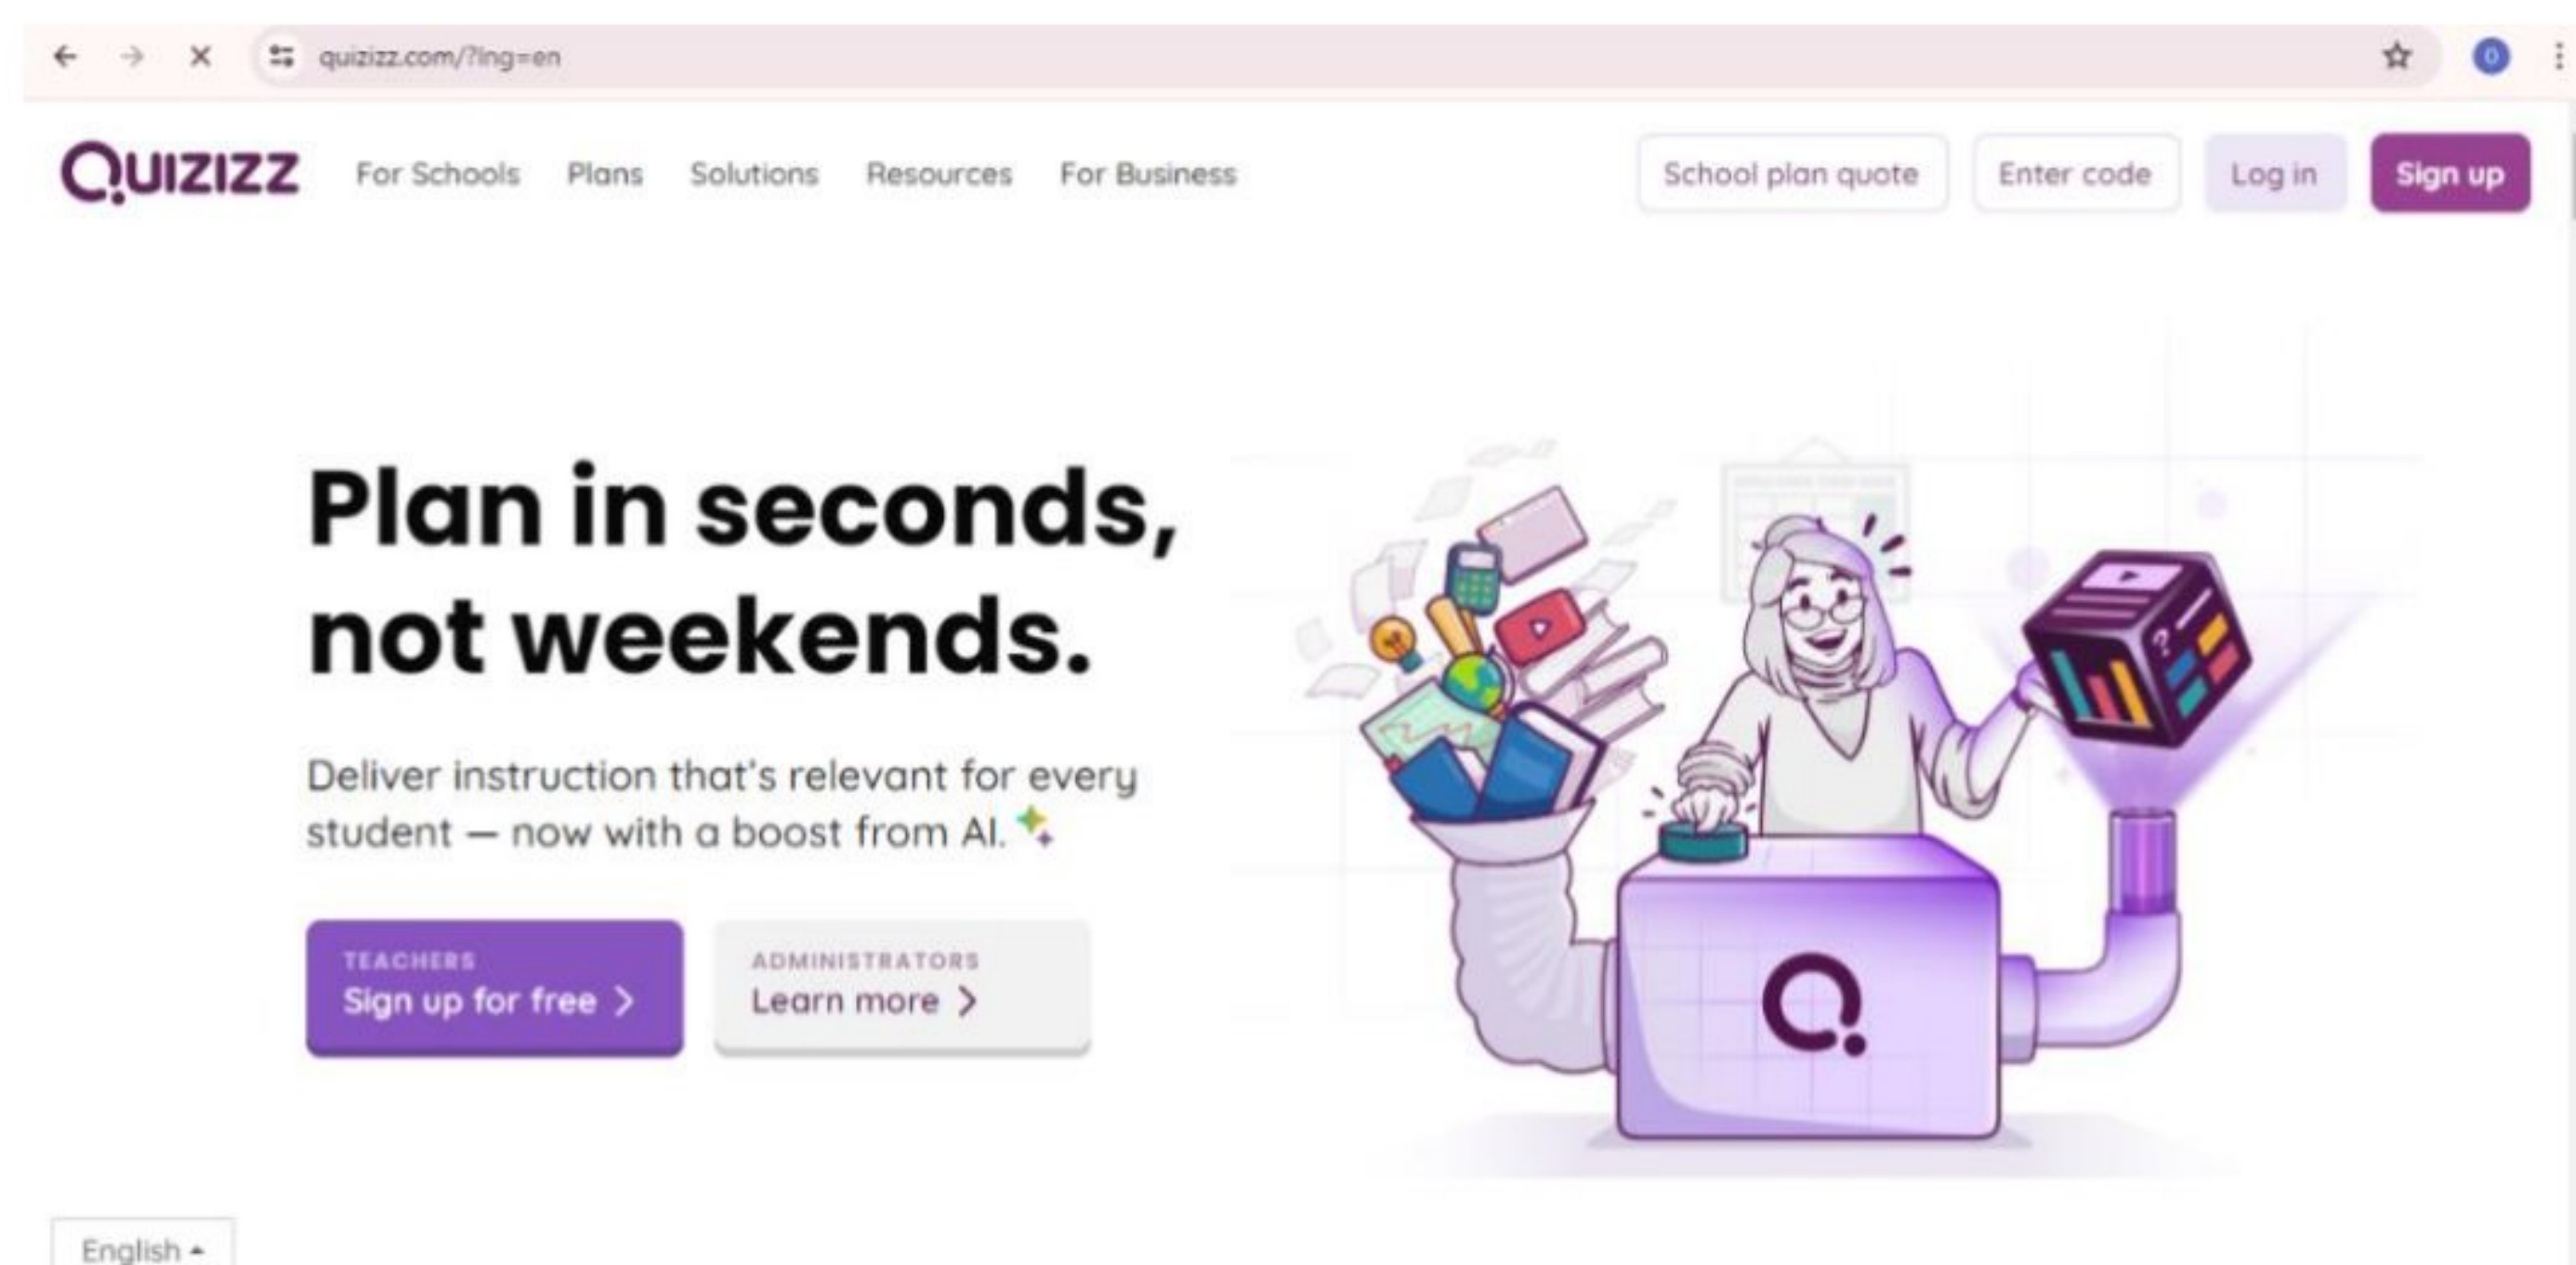 quizizz.com/?lng=en
QUIZIZZ For Schools Plans Solutions Resources For Business School plan quote Enter code Log in Sign up
Plan in seconds,
not weekends.
Deliver instruction that's relevant for every
student — now with a boost from AI.
TEACHERS
Sign up for free
ADMINISTRATORS
Learn more
English